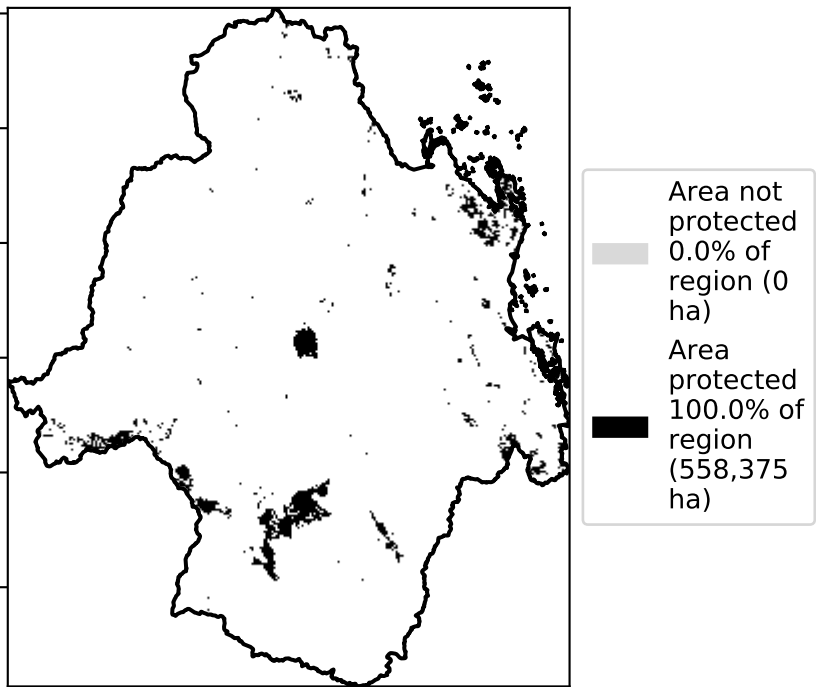 Area not
protected
0.0% of
region (0
ha)
Area
protected
100.0% of
region
(558,375
ha)